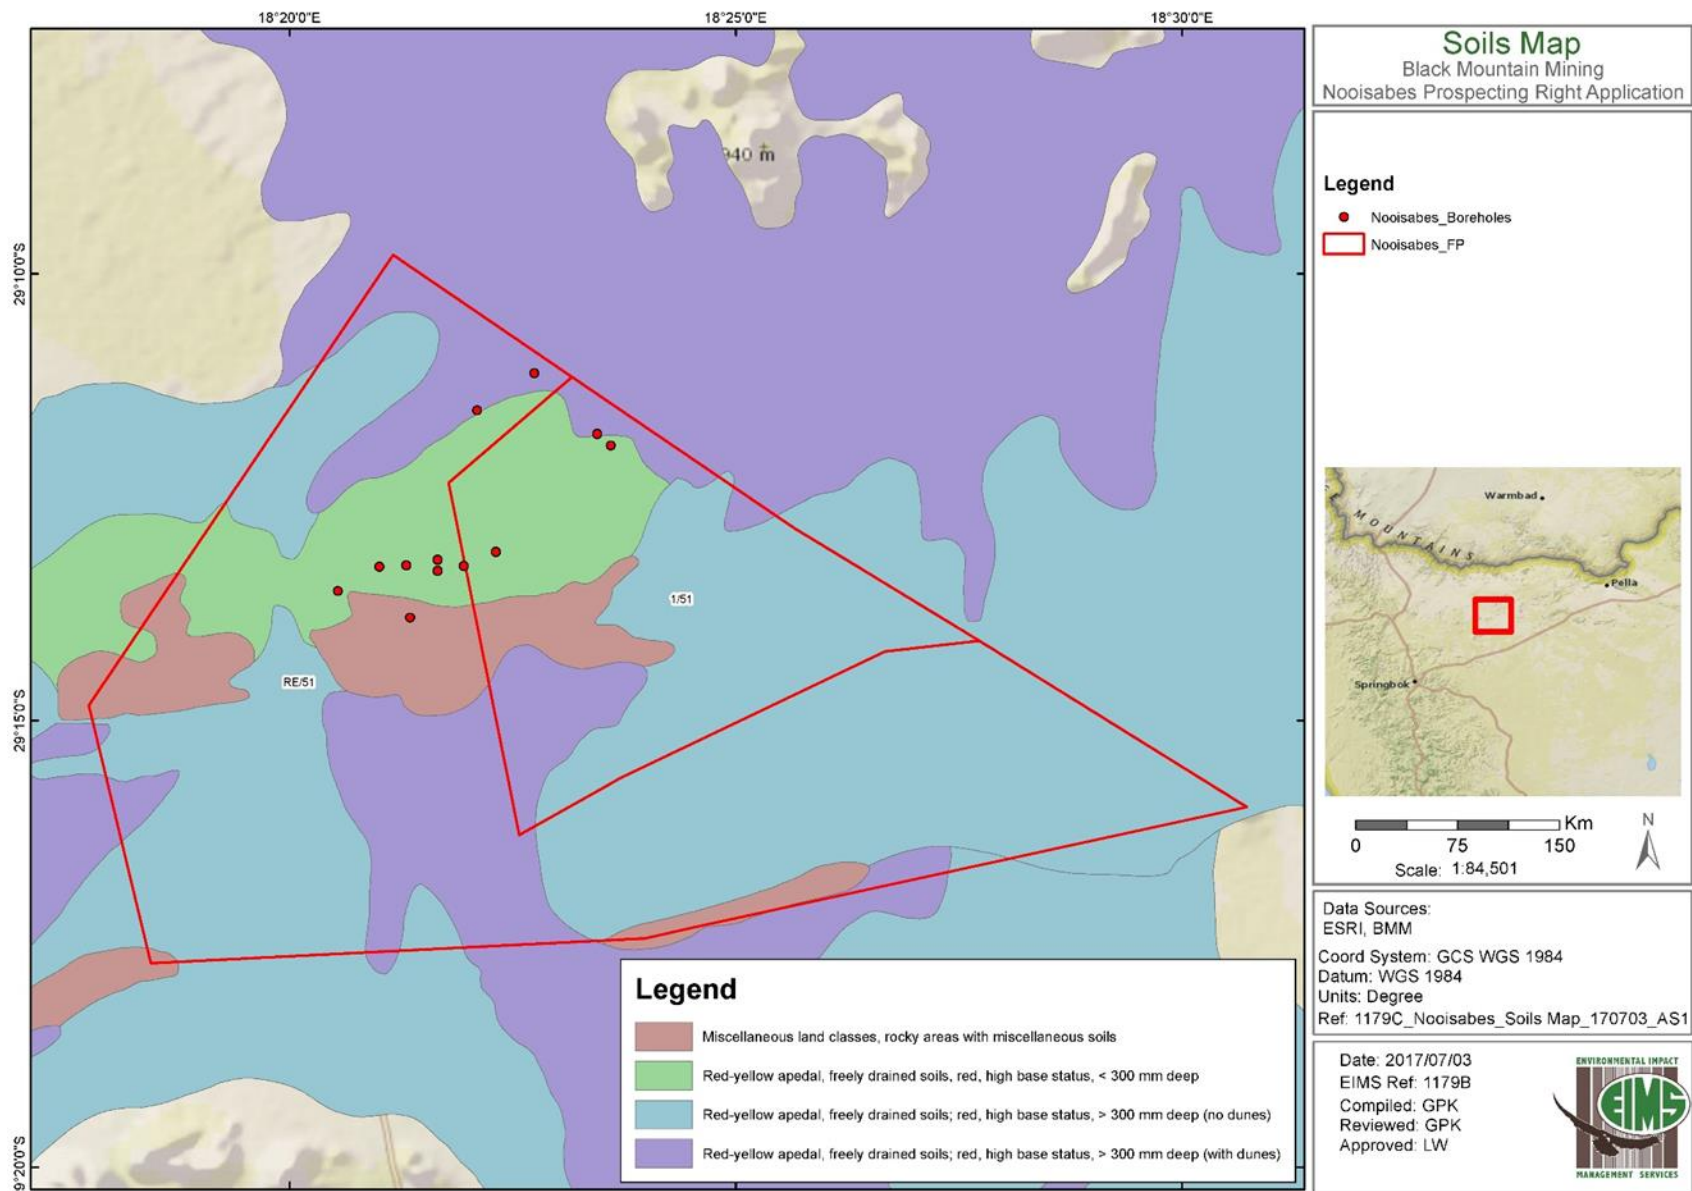 18°20'0"E
18°25'0"E
18°30'0"E
29°10'0"S
29°15'0"S
9°20'0"S
940 m
1/51
RE/51
Legend
Miscellaneous land classes, rocky areas with miscellaneous soils
Red-yellow apedal, freely drained soils, red, high base status, < 300 mm deep
Red-yellow apedal, freely drained soils; red, high base status, > 300 mm deep (no dunes)
Red-yellow apedal, freely drained soils; red, high base status, > 300 mm deep (with dunes)
Soils Map
Black Mountain Mining
Nooisabes Prospecting Right Application
Legend
Nooisabes_Boreholes
Nooisabes_FP
Warmbad
MOUNTAINS
Pella
Springbok
Km
0 75 150
N
Scale: 1:84,501
Data Sources:
ESRI, BMM
Coord System: GCS WGS 1984
Datum: WGS 1984
Units: Degree
Ref: 1179C_Nooisabes_Soils Map_170703_AS1
Date: 2017/07/03
EIMS Ref: 1179B
Compiled: GPK
Reviewed: GPK
Approved: LW
ENVIRONMENTAL IMPACT
EIMS
MANAGEMENT SERVICES